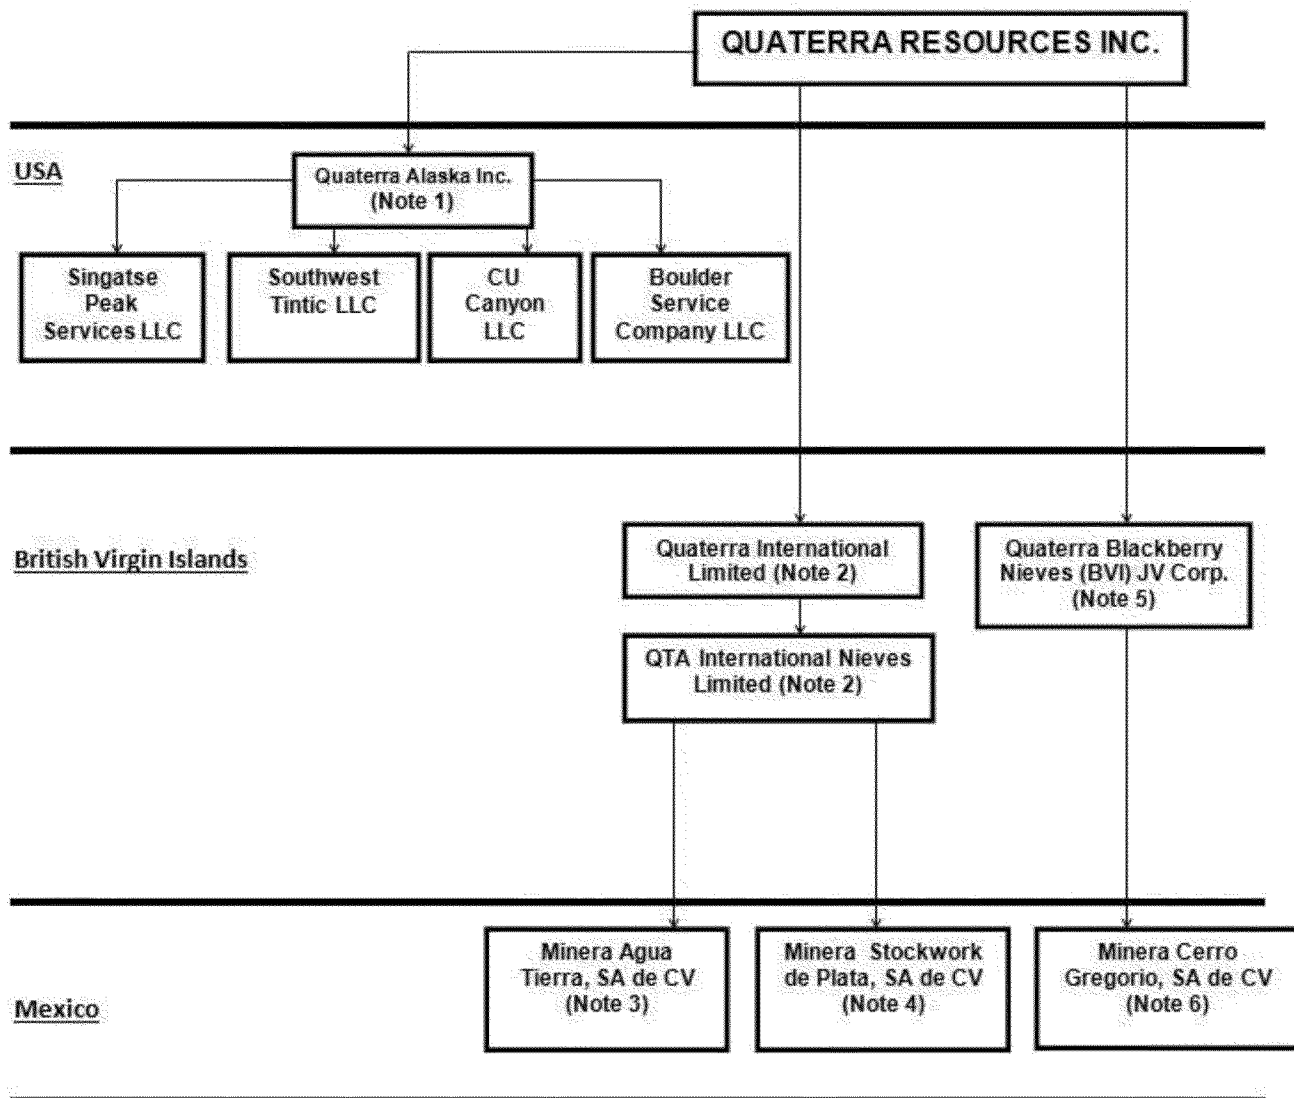 QUATERRA RESOURCES INC.
USA
Quaterra Alaska Inc.
(Note 1)
Singatse
Peak
Services LLC
Southwest
Tintic LLC
CU
Canyon
LLC
Boulder
Service
Company LLC
British Virgin Islands
Quaterra International
Limited (Note 2)
Quaterra Blackberry
Nieves (BVI) JV Corp.
(Note 5)
QTA International Nieves
Limited (Note 2)
Mexico
Minera Agua
Tierra, SA de CV
(Note 3)
Minera Stockwork
de Plata, SA de CV
(Note 4)
Minera Cerro
Gregorio, SA de CV
(Note 6)